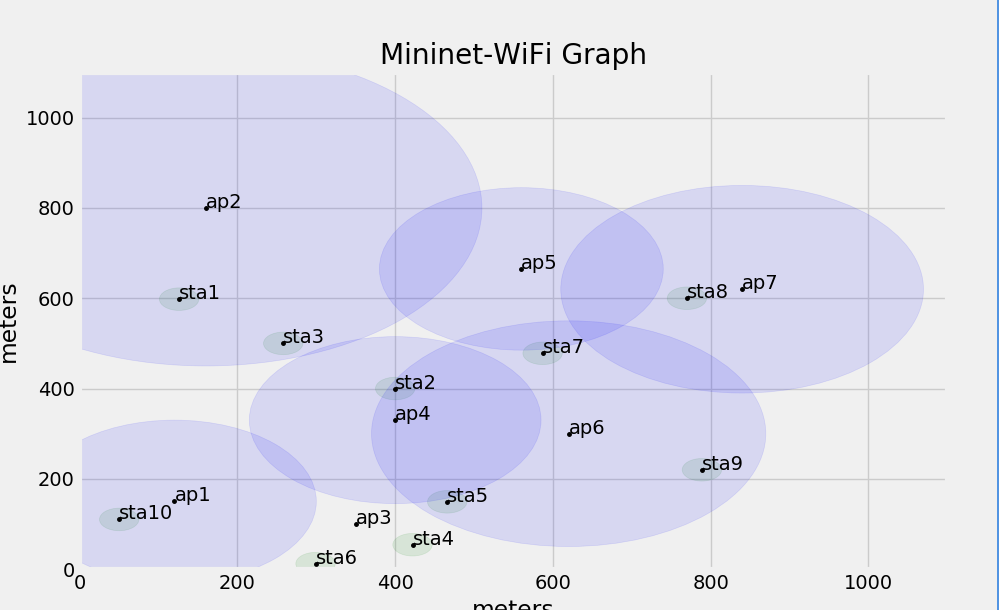 Mininet-WiFi Graph
1000
800
600
400
200
0
meters
ap2
ap5
ap7
sta1
sta8
sta3
sta7
sta2
ap4
ap6
sta9
ap1
sta5
sta10
ap3
sta4
sta6
0 200 400 600 800 1000
meters